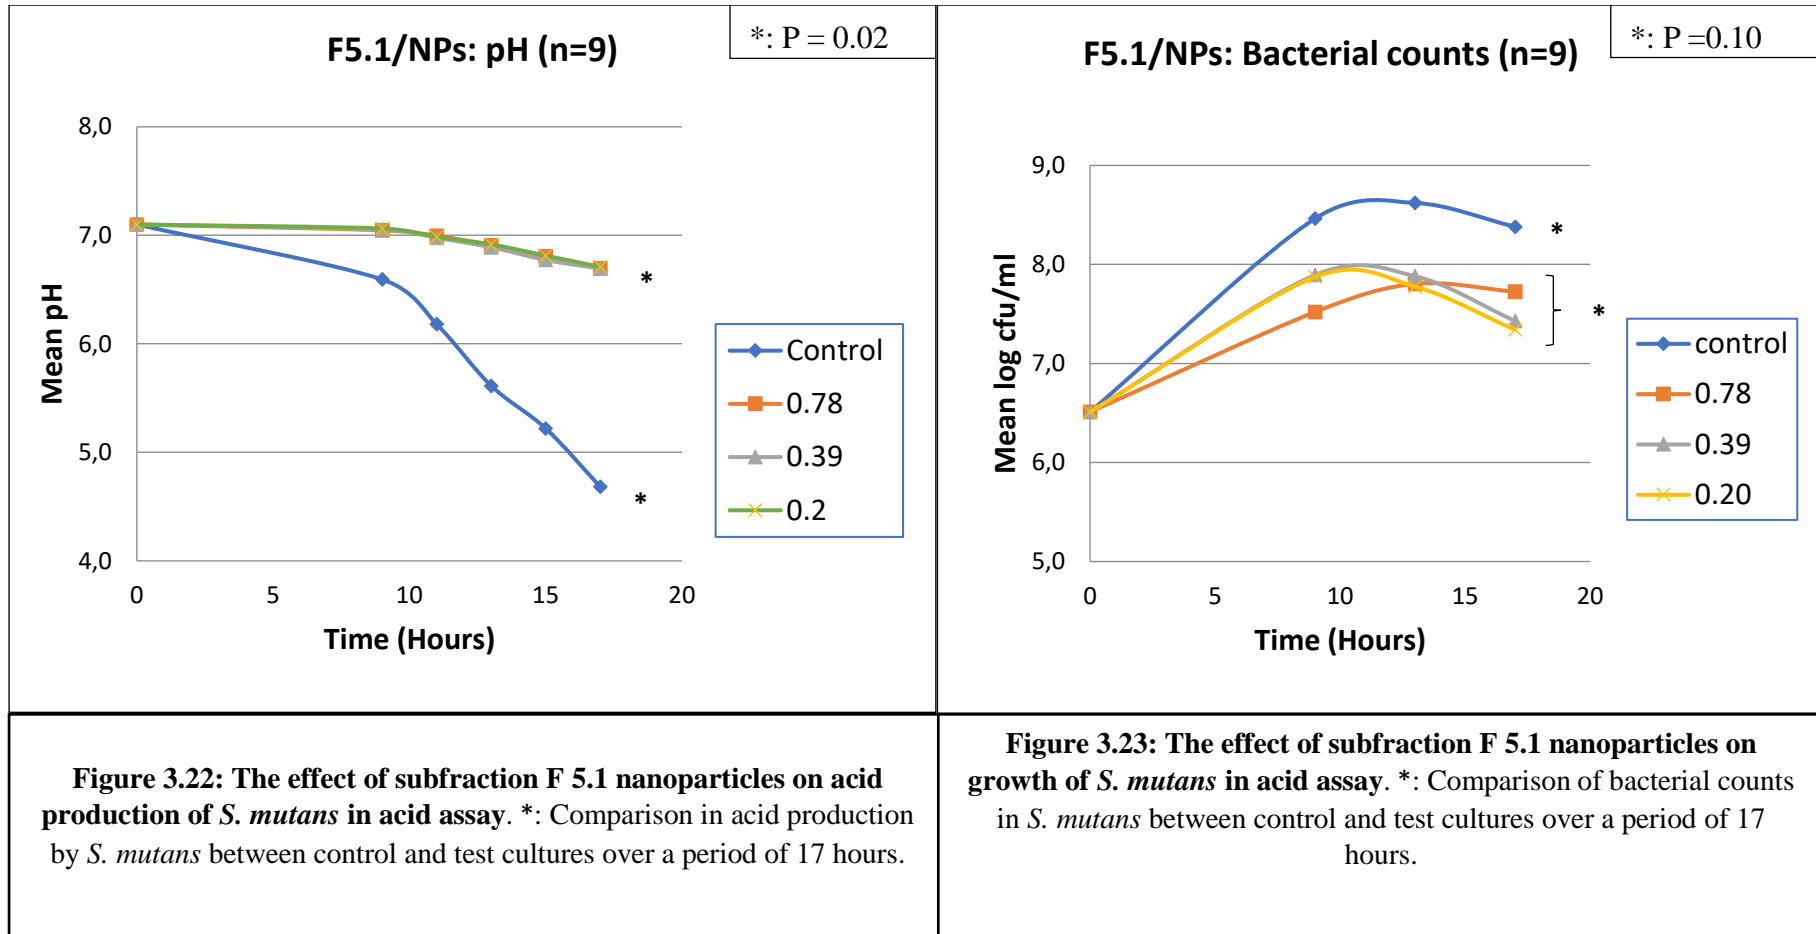 F5.1/NPs: pH (n=9)
*: P = 0.02
8,0
7,0
6,0
5,0
4,0
Mean pH
0 5 10 15 20
Time (Hours)
*
*
Control
0.78
0.39
0.2
F5.1/NPs: Bacterial counts (n=9)
*: P =0.10
9,0
8,0
7,0
6,0
5,0
Mean log cfu/ml
0 5 10 15 20
Time (Hours)
*
*
control
0.78
0.39
0.20
Figure 3.22: The effect of subfraction F 5.1 nanoparticles on acid
production of S. mutans in acid assay. *: Comparison in acid production
by S. mutans between control and test cultures over a period of 17 hours.
Figure 3.23: The effect of subfraction F 5.1 nanoparticles on
growth of S. mutans in acid assay. *: Comparison of bacterial counts
in S. mutans between control and test cultures over a period of 17
hours.